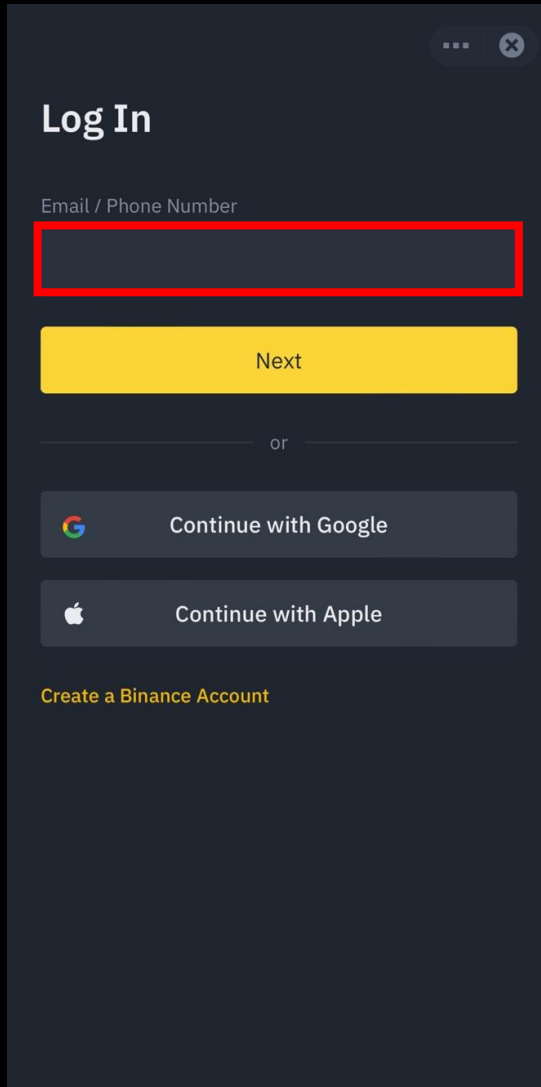 Log In
Email / Phone Number
Next
or
Continue with Google
Continue with Apple
Create a Binance Account